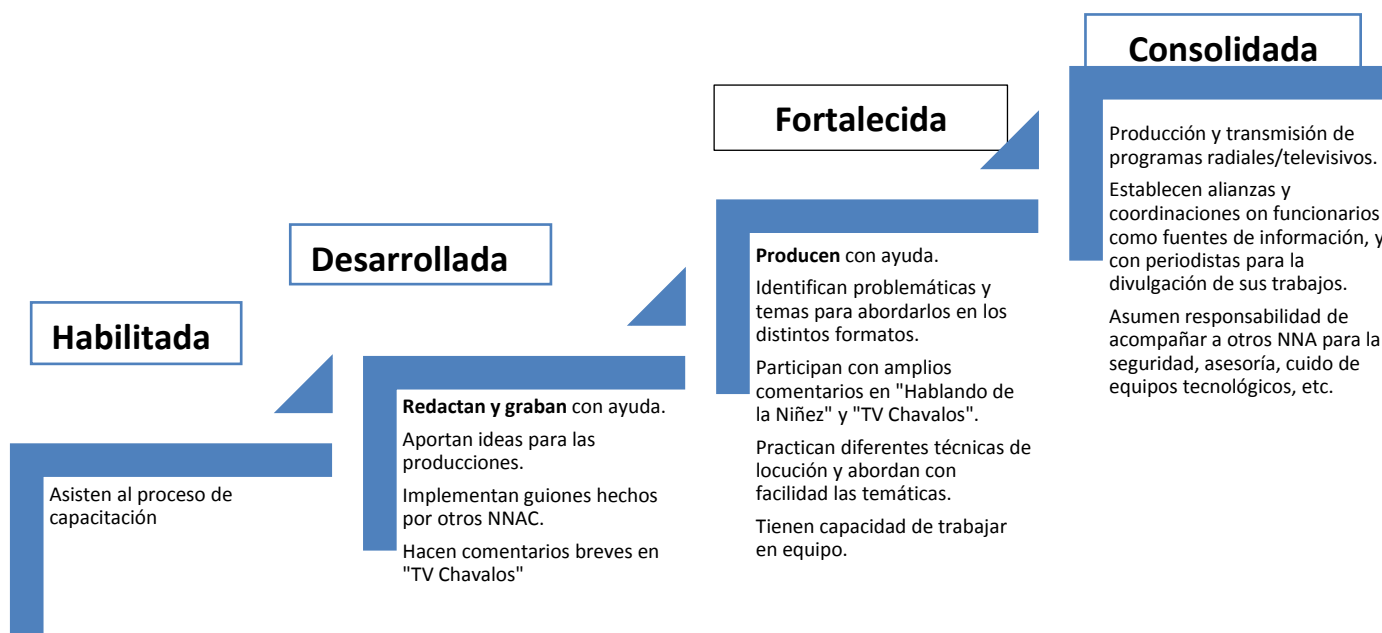 Habilitada
Asisten al proceso de
capacitación
Desarrollada
Redactan y graban con ayuda.
Aportan ideas para las
producciones.
Implementan guiones hechos
por otros NNAC.
Hacen comentarios breves en
"TV Chavalos"
Fortalecida
Producen con ayuda.
Identifican problemáticas y
temas para abordarlos en los
distintos formatos.
Participan con amplios
comentarios en "Hablando de
la Niñez" y "TV Chavalos".
Practican diferentes técnicas de
locución y abordan con
facilidad las temáticas.
Tienen capacidad de trabajar
en equipo.
Consolidada
Producción y transmisión de
programas radiales/televisivos.
Establecen alianzas y
coordinaciones on funcionarios
como fuentes de información, y
con periodistas para la
divulgación de sus trabajos.
Asumen responsabilidad de
acompañar a otros NNA para la
seguridad, asesoría, cuido de
equipos tecnológicos, etc.